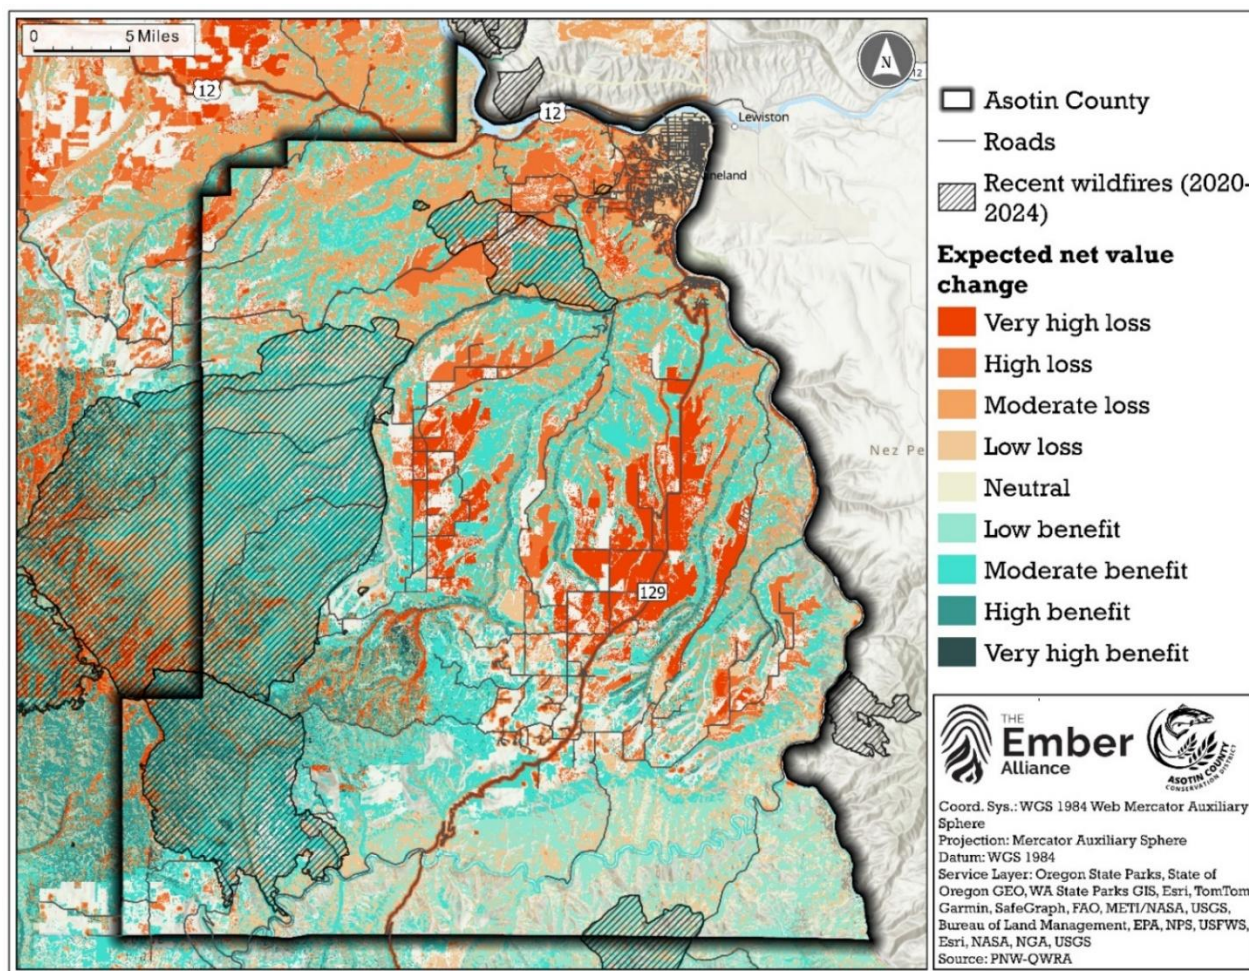 0 5 Miles
N
12
12
12
Lewiston
Nez Pe
129
Asotin County
Roads
Recent wildfires (2020-
2024)
Expected net value
change
Very high loss
High loss
Moderate loss
Low loss
Neutral
Low benefit
Moderate benefit
High benefit
Very high benefit
THE
Ember
Alliance
ASOTIN COUNTY
CONSERVATION DISTRICT
Coord. Sys.: WGS 1984 Web Mercator Auxiliary
Sphere
Projection: Mercator Auxiliary Sphere
Datum: WGS 1984
Service Layer: Oregon State Parks, State of
Oregon GEO, WA State Parks GIS, Esri, TomTom
Garmin, SafeGraph, FAO, METI/NASA, USGS,
Bureau of Land Management, EPA, NPS, USFWS,
Esri, NASA, NGA, USGS
Source: PNW-QWRA